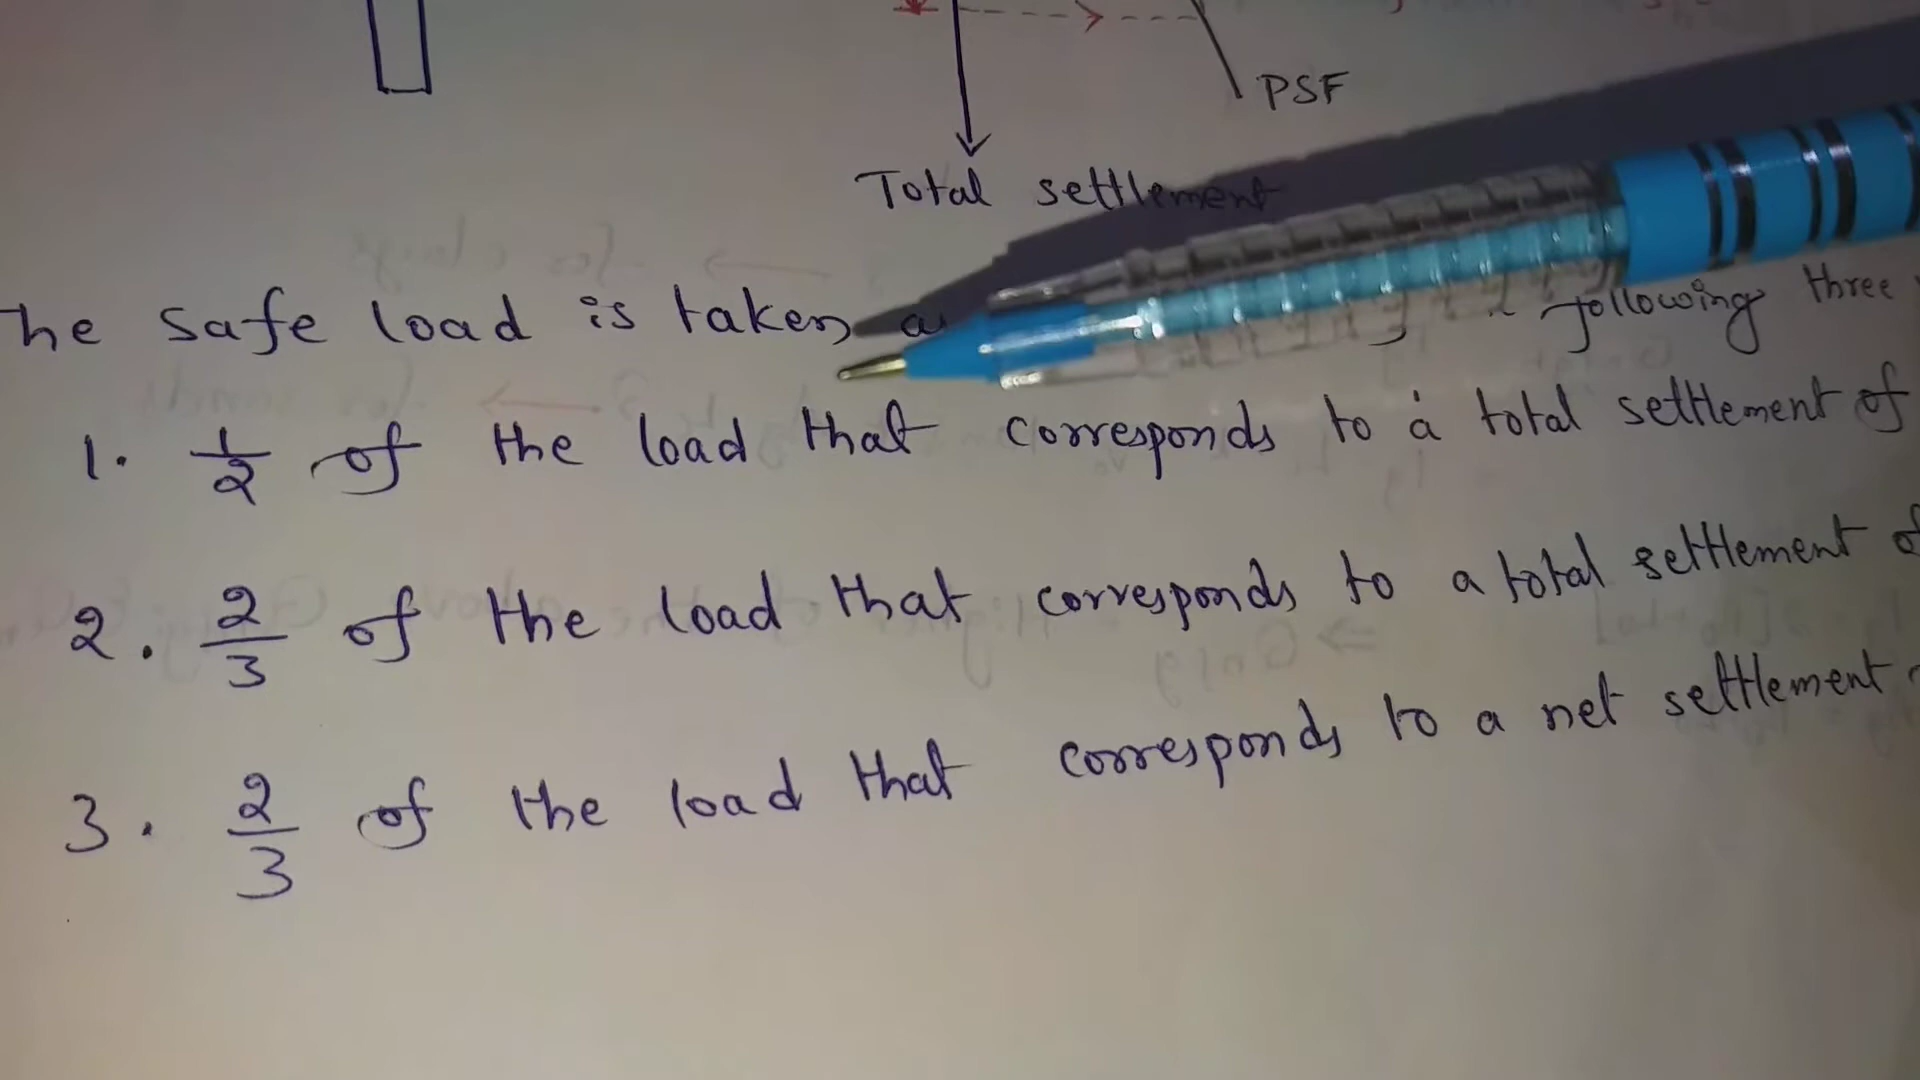 PSF
Total settlement
he safe load is taken following three
1. 1/2 of the load that corresponds to a total settlement of
2. 2/3 of the load that corresponds to a total settlement of
3. 2/3 of the load that corresponds to a net settlement